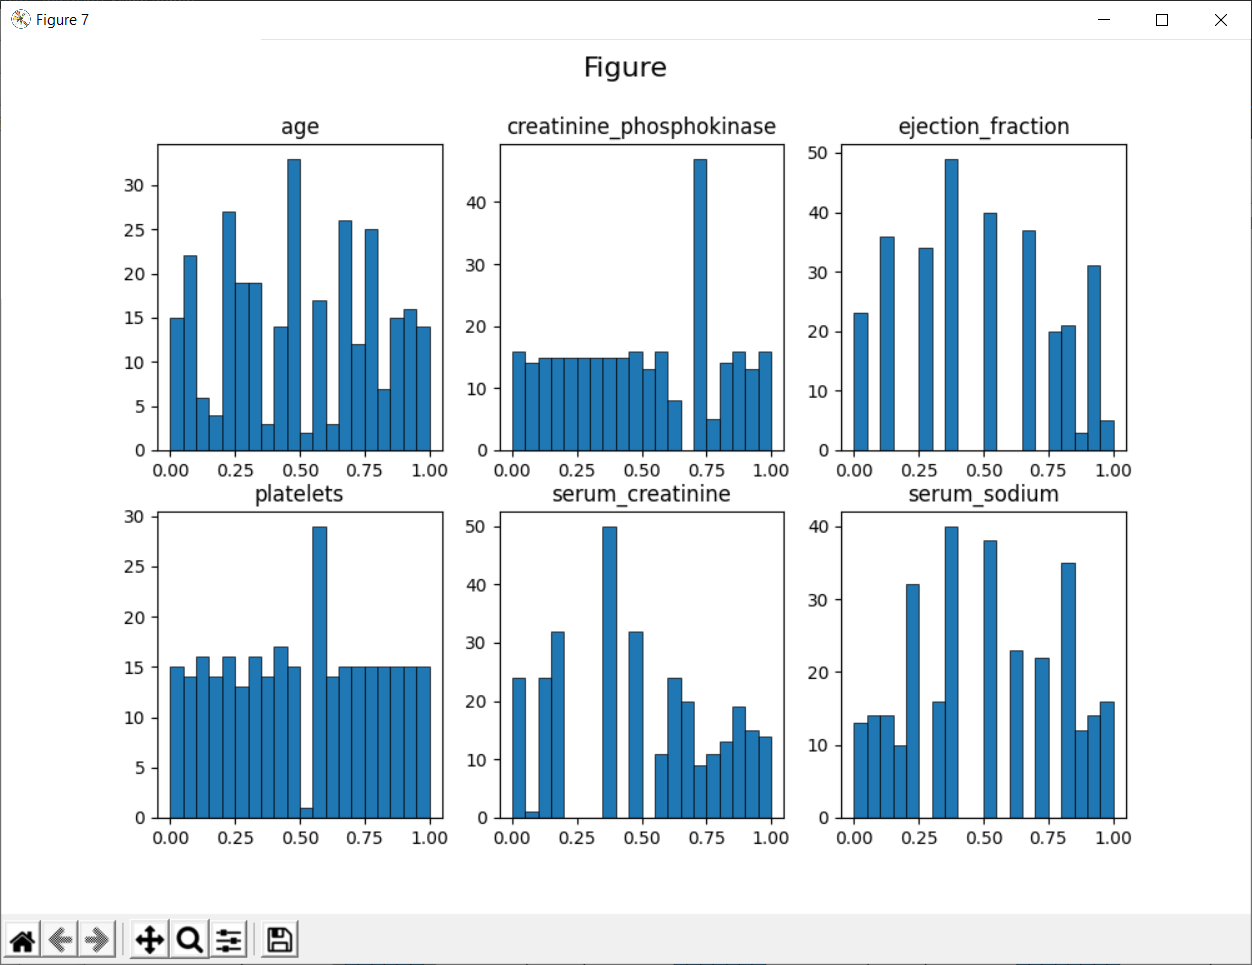 Figure 7
Figure
age
creatinine_phosphokinase
ejection_fraction
30
25
20
15
10
5
0
0.00 0.25 0.50 0.75 1.00
40
30
20
10
0
0.00 0.25 0.50 0.75 1.00
50
40
30
20
10
0
0.00 0.25 0.50 0.75 1.00
platelets
serum_creatinine
serum_sodium
30
25
20
15
10
5
0
0.00 0.25 0.50 0.75 1.00
50
40
30
20
10
0
0.00 0.25 0.50 0.75 1.00
40
30
20
10
0
0.00 0.25 0.50 0.75 1.00